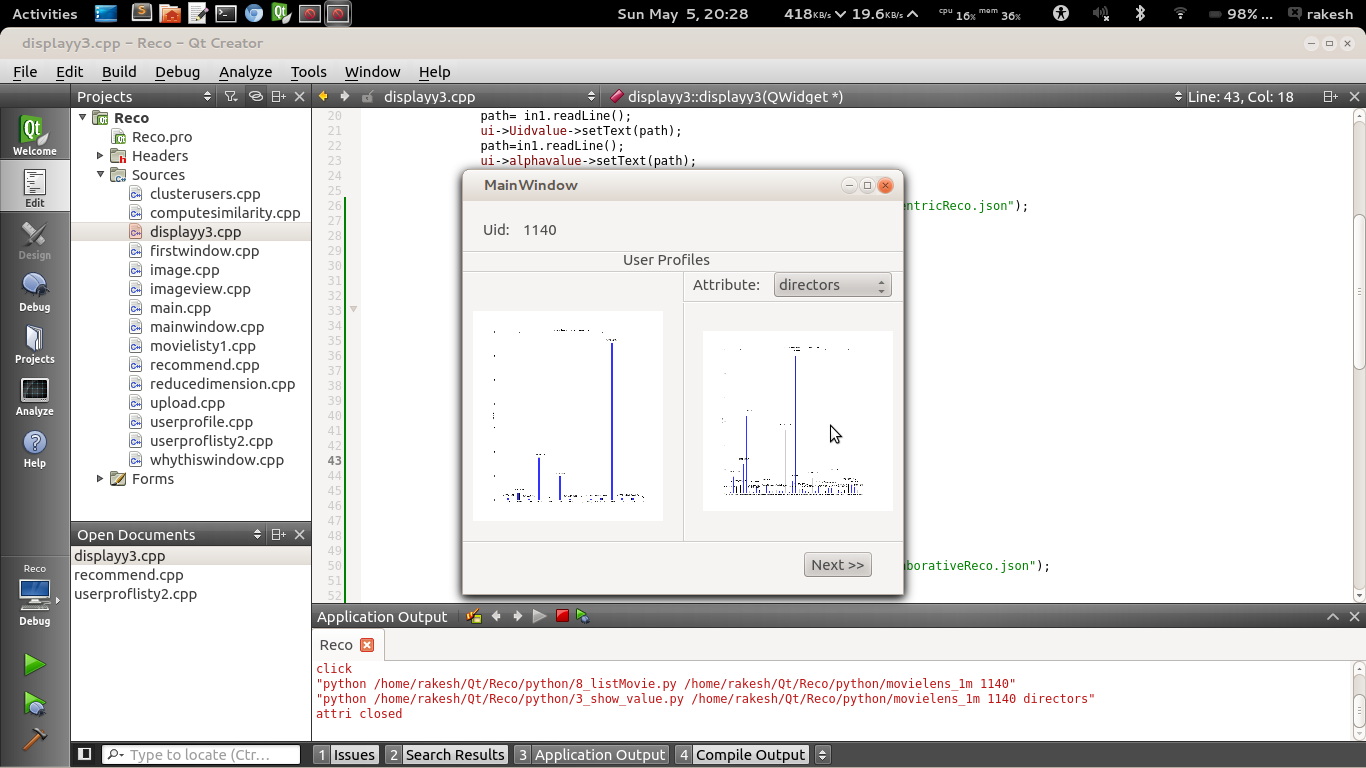 Activities
Sun May 5, 20:28
418KB/s 19.6KB/s cpu 16% mem 36%
98% ...
rakesh
displayy3.cpp – Reco – Qt Creator
File Edit Build Debug Analyze Tools Window Help
Projects
displayy3.cpp
displayy3::displayy3(QWidget *)
Line: 43, Col: 18
Welcome
Edit
Design
Debug
Projects
Analyze
Help
Reco
Debug
Reco
Reco.pro
Headers
Sources
clusterusers.cpp
computesimilarity.cpp
displayy3.cpp
firstwindow.cpp
image.cpp
imageview.cpp
main.cpp
mainwindow.cpp
movielisty1.cpp
recommend.cpp
reducedimension.cpp
upload.cpp
userprofile.cpp
userproflisty2.cpp
whythiswindow.cpp
Forms
Open Documents
displayy3.cpp
recommend.cpp
userproflisty2.cpp
20 path= in1.readLine();
21 ui->Uidvalue->setText(path);
22 path=in1.readLine();
23 ui->alphavalue->setText(path);
24
25
26 entricReco.json");
27
28
29
30
31
32
33
34
35
36
37
38
39
40
41
42
43
44
45
46
47
48
49
50 aborativeReco.json");
51
52
MainWindow
Uid: 1140
User Profiles
Attribute: directors
Next >>
Application Output
Reco
click
"python /home/rakesh/Qt/Reco/python/8_listMovie.py /home/rakesh/Qt/Reco/python/movielens_1m 1140"
"python /home/rakesh/Qt/Reco/python/3_show_value.py /home/rakesh/Qt/Reco/python/movielens_1m 1140 directors"
attri closed
Type to locate (Ctr...
1 Issues 2 Search Results 3 Application Output 4 Compile Output